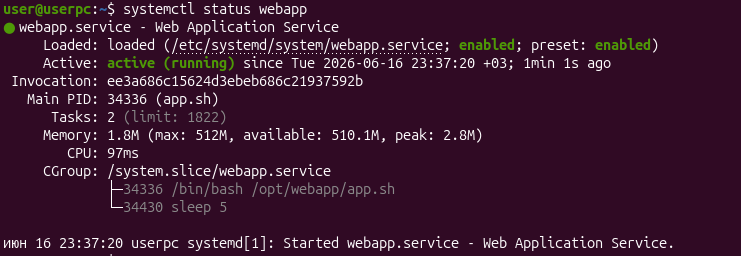 user@userpc:~$ systemctl status webapp
● webapp.service - Web Application Service
Loaded: loaded (/etc/systemd/system/webapp.service; enabled; preset: enabled)
Active: active (running) since Tue 2026-06-16 23:37:20 +03; 1min 1s ago
Invocation: ee3a686c15624d3ebeb686c21937592b
Main PID: 34336 (app.sh)
Tasks: 2 (limit: 1822)
Memory: 1.8M (max: 512M, available: 510.1M, peak: 2.8M)
CPU: 97ms
CGroup: /system.slice/webapp.service
├─34336 /bin/bash /opt/webapp/app.sh
└─34430 sleep 5
июн 16 23:37:20 userpc systemd[1]: Started webapp.service - Web Application Service.